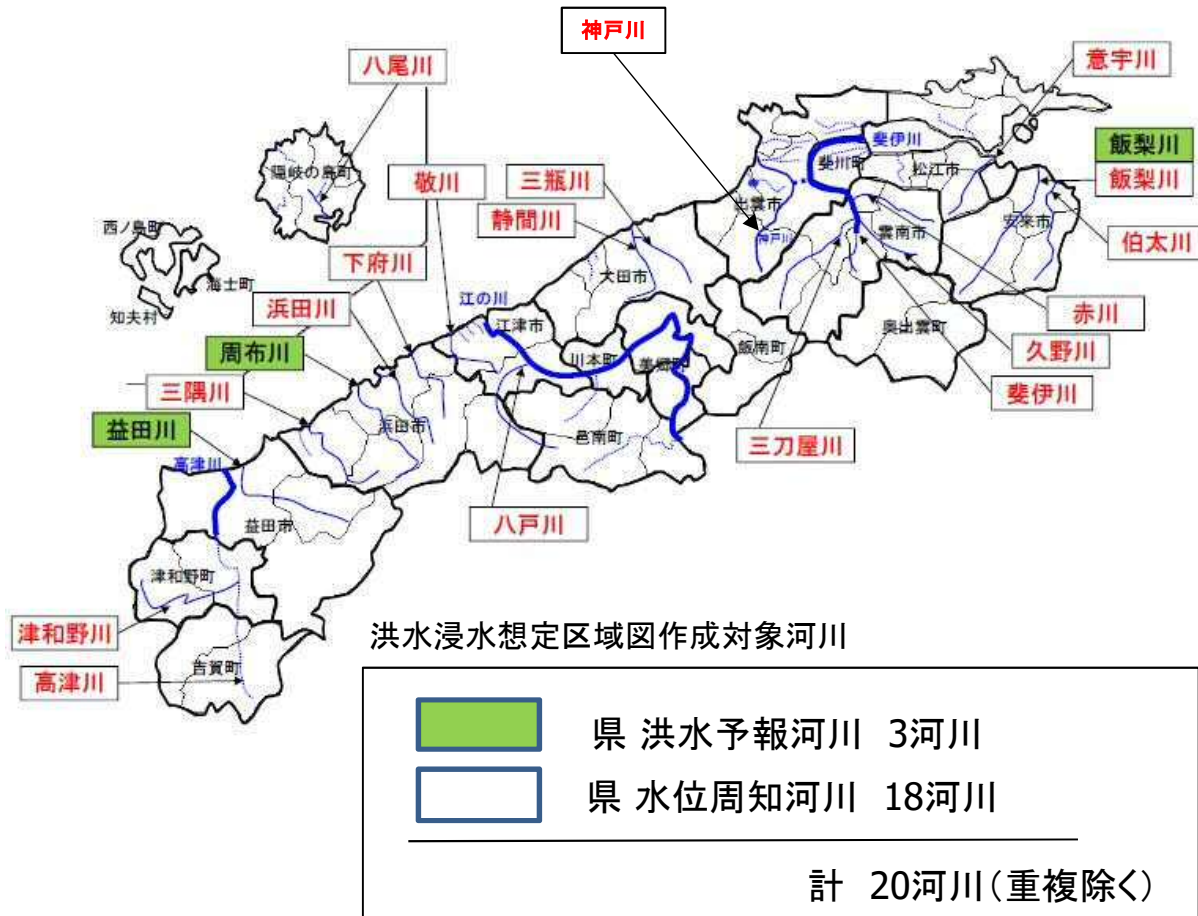 神戸川
八尾川
意宇川
飯梨川
飯梨川
伯太川
斐伊川
斐川町
松江市
隠岐の島町
敬川
三瓶川
静間川
出雲市
神戸川
雲南市
安来市
西ノ島町
海士町
知夫村
下府川
大田市
赤川
浜田川
江の川
江津市
奥出雲町
久野川
周布川
川本町
美郷町
飯南町
三隅川
斐伊川
益田川
浜田市
邑南町
三刀屋川
高津川
八戸川
益田市
津和野町
津和野川
吉賀町
高津川
洪水浸水想定区域図作成対象河川
県 洪水予報河川 3河川
県 水位周知河川 18河川
計 20河川(重複除く)